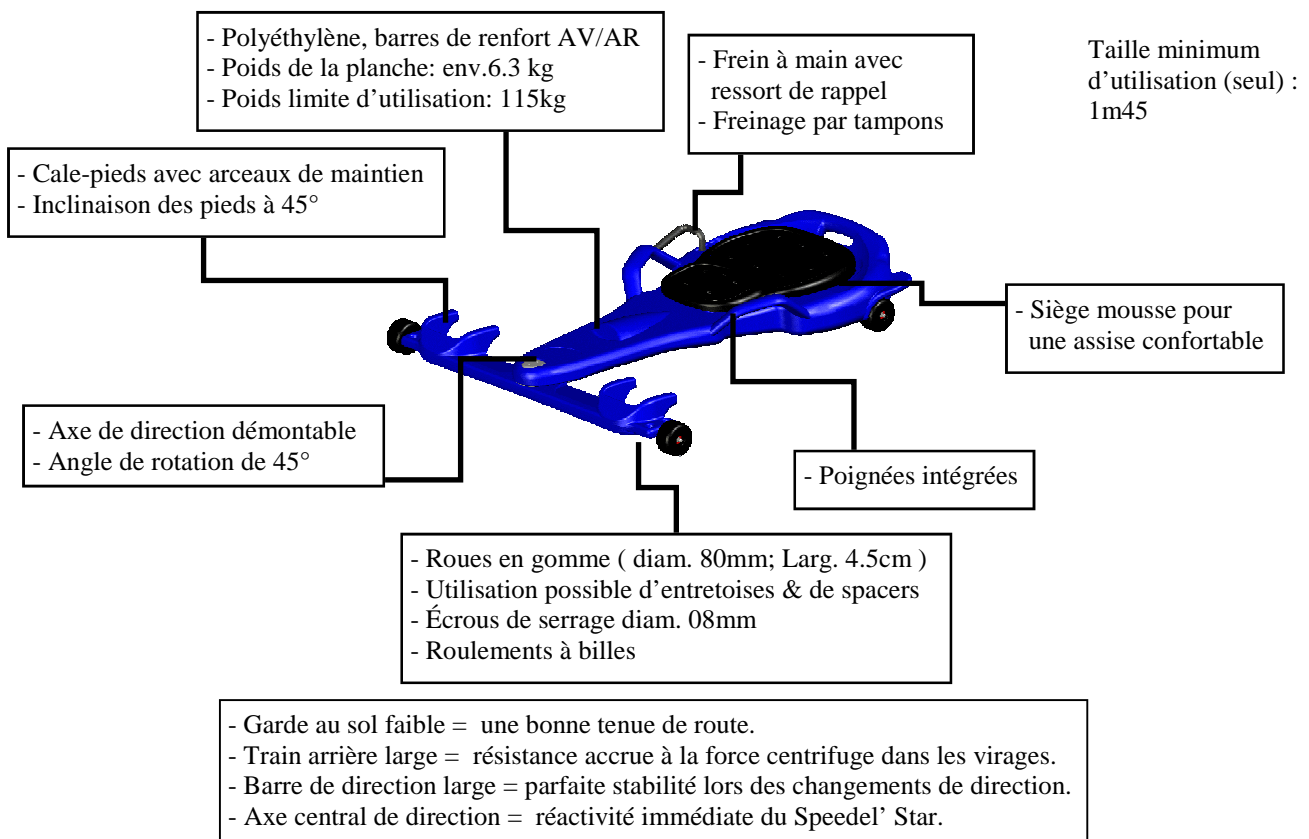 - Polyéthylène, barres de renfort AV/AR
- Poids de la planche: env.6.3 kg
- Poids limite d'utilisation: 115kg
- Frein à main avec
ressort de rappel
- Freinage par tampons
Taille minimum
d'utilisation (seul) :
1m45
- Cale-pieds avec arceaux de maintien
- Inclinaison des pieds à 45°
- Siège mousse pour
une assise confortable
- Axe de direction démontable
- Angle de rotation de 45°
- Poignées intégrées
- Roues en gomme ( diam. 80mm; Larg. 4.5cm )
- Utilisation possible d'entretoises & de spacers
- Écrous de serrage diam. 08mm
- Roulements à billes
- Garde au sol faible = une bonne tenue de route.
- Train arrière large = résistance accrue à la force centrifuge dans les virages.
- Barre de direction large = parfaite stabilité lors des changements de direction.
- Axe central de direction = réactivité immédiate du Speedel' Star.